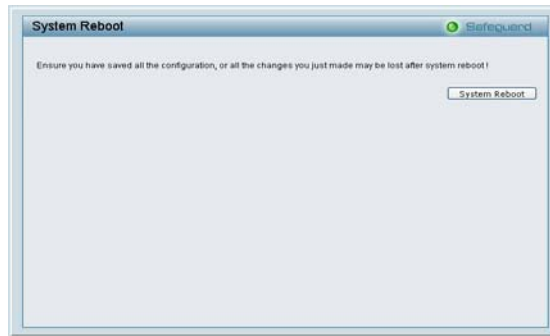 System Reboot
Safeguard
Ensure you have saved all the configuration, or all the changes you just made may be lost after system reboot !
System Reboot